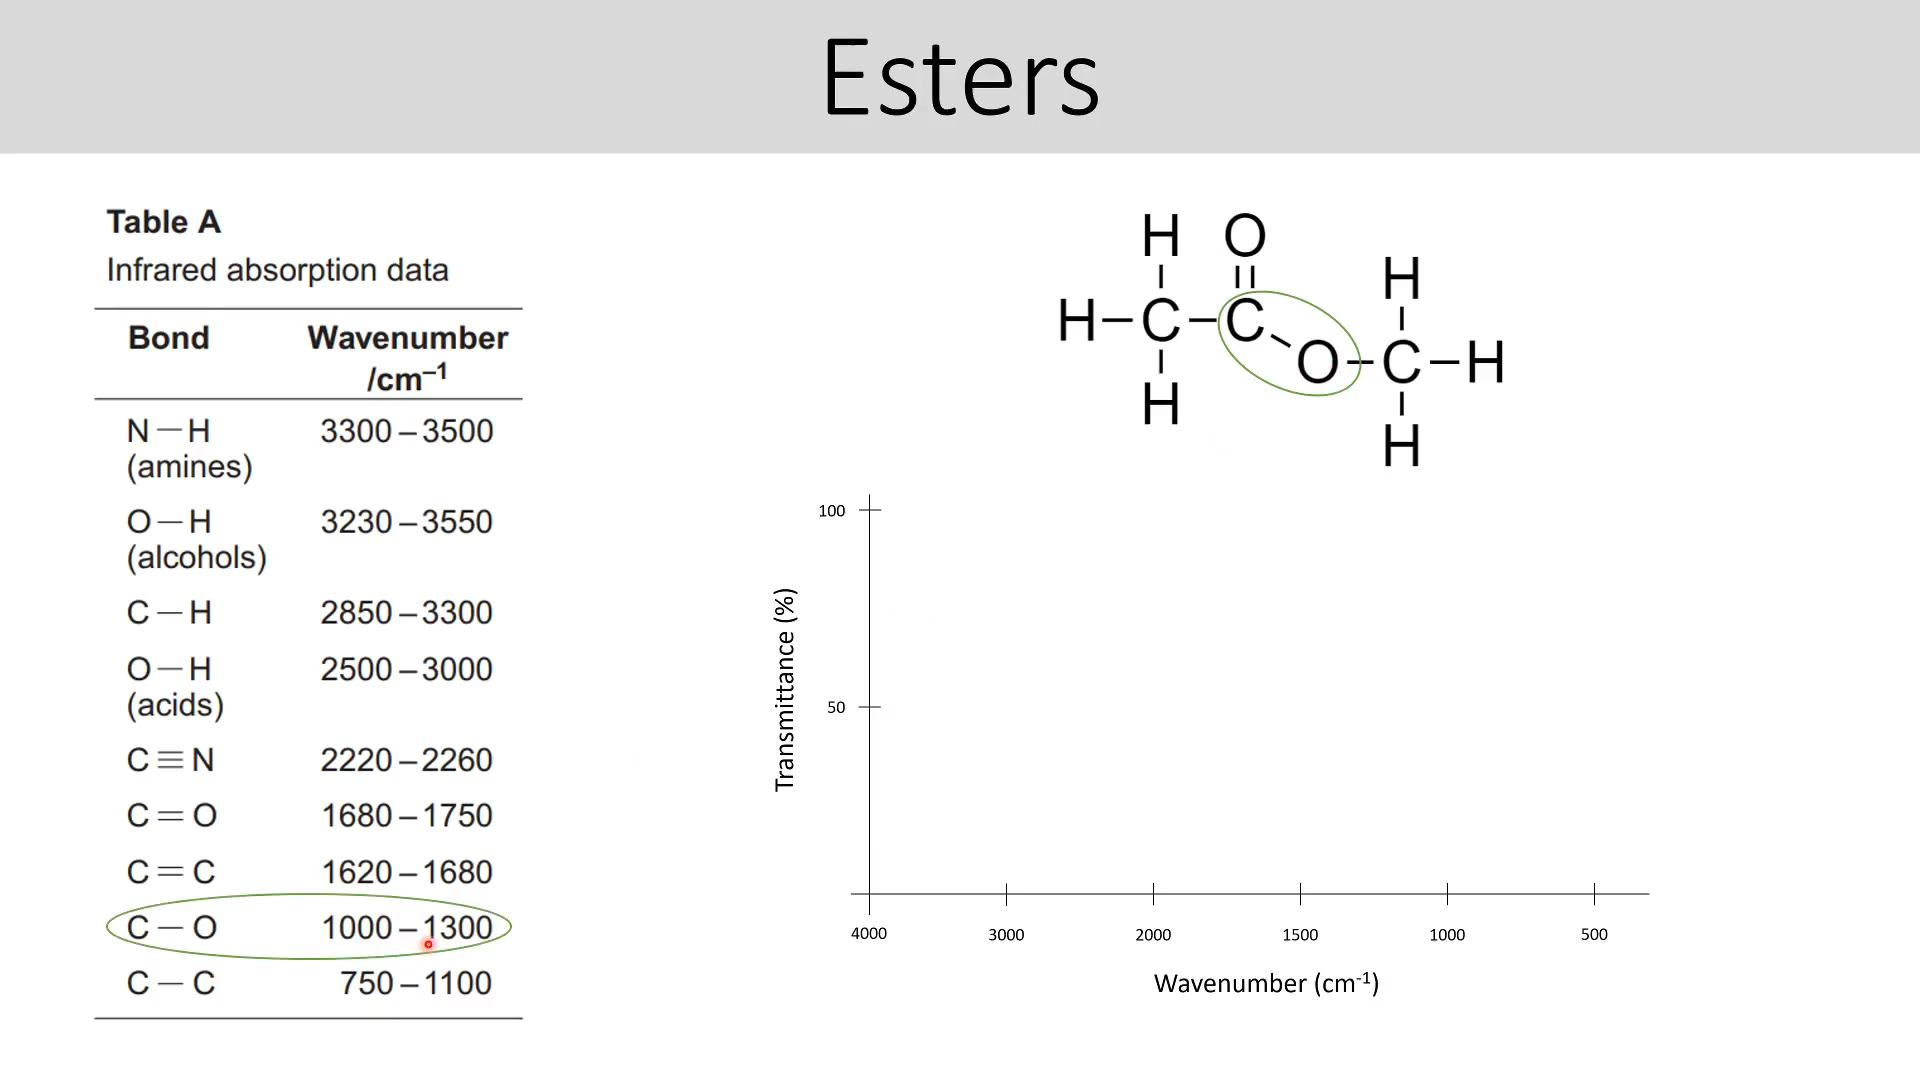 Esters
Table A
Infrared absorption data
Bond Wavenumber
/cm–1
N — H 3300 – 3500
(amines)
O — H 3230 – 3550
(alcohols)
C — H 2850 – 3300
O — H 2500 – 3000
(acids)
C ≡ N 2220 – 2260
C = O 1680 – 1750
C = C 1620 – 1680
C — O 1000 – 1300
C — C 750 – 1100
H O
H
H–C–C
O–C–H
H
H
100
50
Transmittance (%)
4000 3000 2000 1500 1000 500
Wavenumber (cm-1)